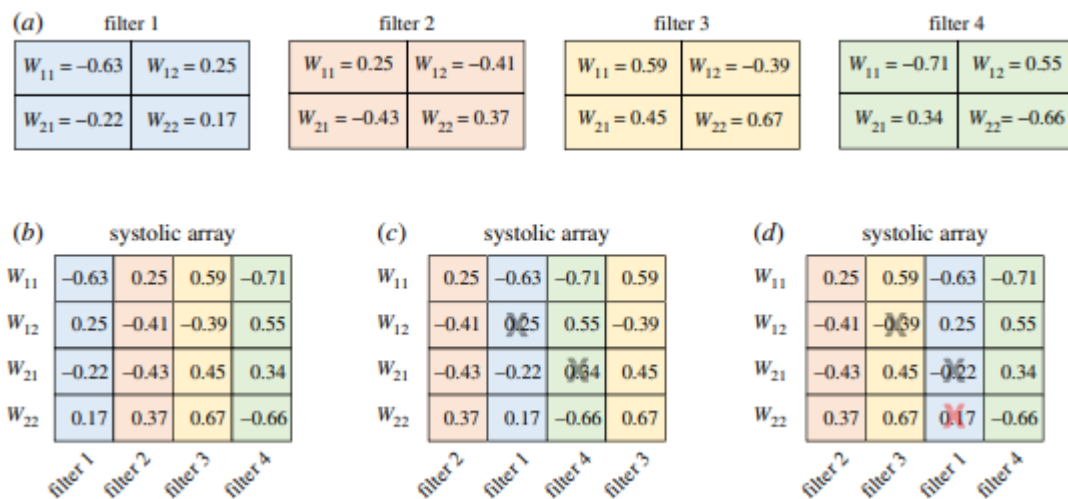 (a) filter 1 filter 2 filter 3 filter 4
W11 = −0.63 W12 = 0.25 W11 = 0.25 W12 = −0.41 W11 = 0.59 W12 = −0.39 W11 = −0.71 W12 = 0.55
W21 = −0.22 W22 = 0.17 W21 = −0.43 W22 = 0.37 W21 = 0.45 W22 = 0.67 W21 = 0.34 W22 = −0.66
(b) systolic array
W11 −0.63 0.25 0.59 −0.71
W12 0.25 −0.41 −0.39 0.55
W21 −0.22 −0.43 0.45 0.34
W22 0.17 0.37 0.67 −0.66
filter 1 filter 2 filter 3 filter 4
(c) systolic array
W11 0.25 −0.63 −0.71 0.59
W12 −0.41 0.25 0.55 −0.39
W21 −0.43 −0.22 0.34 0.45
W22 0.37 0.17 −0.66 0.67
filter 2 filter 1 filter 4 filter 3
(d) systolic array
W11 0.25 0.59 −0.63 −0.71
W12 −0.41 −0.39 0.25 0.55
W21 −0.43 0.45 −0.22 0.34
W22 0.37 0.67 0.17 −0.66
filter 2 filter 3 filter 1 filter 4